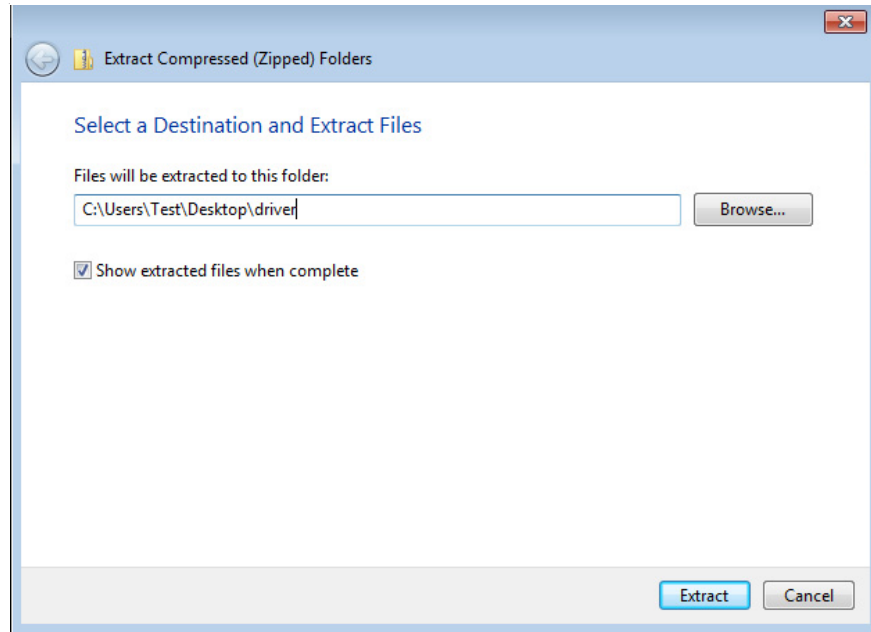 Extract Compressed (Zipped) Folders
Select a Destination and Extract Files
Files will be extracted to this folder:
C:\Users\Test\Desktop\driver
Browse...
Show extracted files when complete
Extract
Cancel